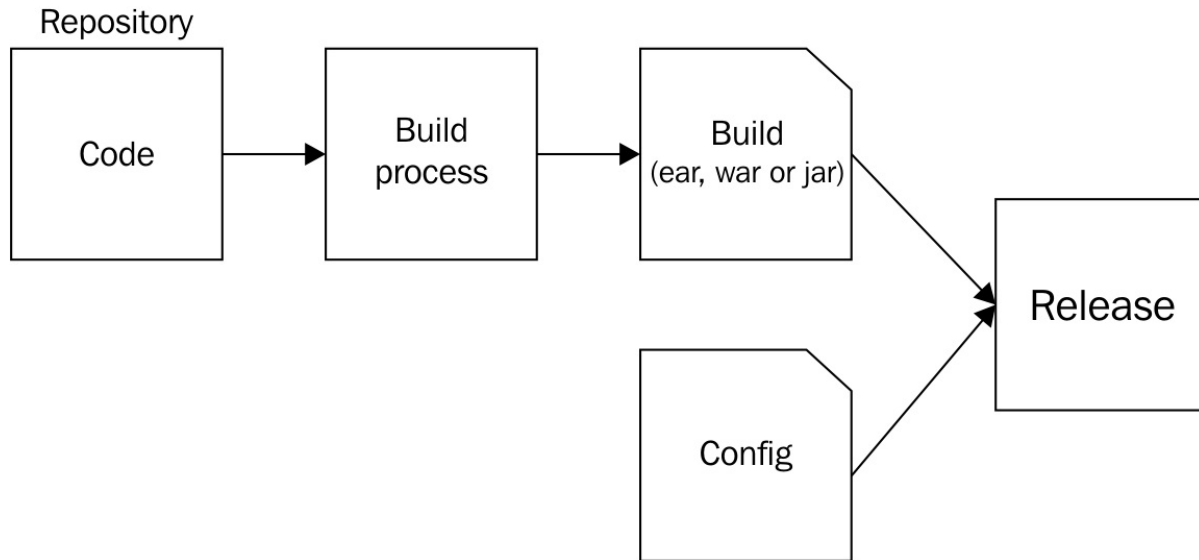 Repository
Code
Build
process
Build
(ear, war or jar)
Release
Config